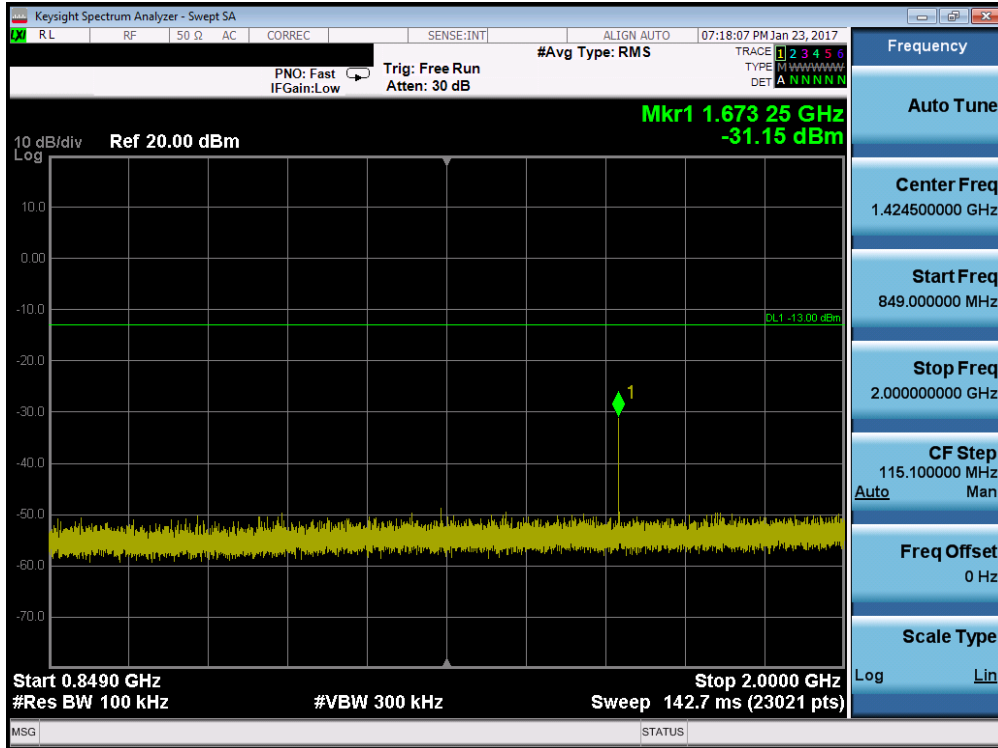 Keysight Spectrum Analyzer - Swept SA
LXI RL RF 50 Ω AC CORREC SENSE:INT ALIGN AUTO 07:18:07 PM Jan 23, 2017
#Avg Type: RMS TRACE 1 2 3 4 5 6
PNO: Fast Trig: Free Run TYPE M W W W W W
IFGain:Low Atten: 30 dB DET A N N N N N
Mkr1 1.673 25 GHz
-31.15 dBm
10 dB/div Ref 20.00 dBm
Log
10.0
0.00
-10.0
DL1 -13.00 dBm
-20.0
1
-30.0
-40.0
-50.0
-60.0
-70.0
Start 0.8490 GHz Stop 2.0000 GHz
#Res BW 100 kHz #VBW 300 kHz Sweep 142.7 ms (23021 pts)
MSG STATUS
Frequency
Auto Tune
Center Freq
1.424500000 GHz
Start Freq
849.000000 MHz
Stop Freq
2.000000000 GHz
CF Step
115.100000 MHz
Auto Man
Freq Offset
0 Hz
Scale Type
Log Lin